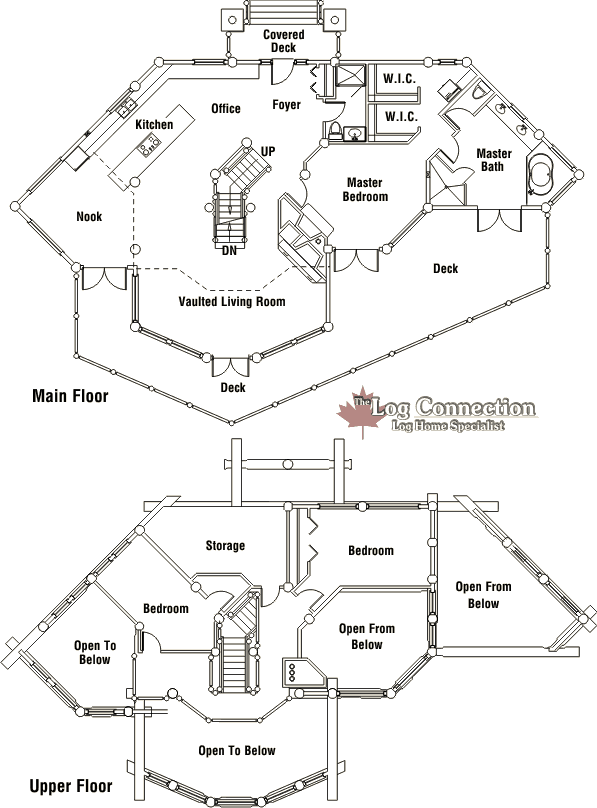 Covered
Deck
W.I.C.
W.I.C.
Office
Foyer
Kitchen
UP
Master
Bath
Master
Bedroom
Nook
DN
Deck
Vaulted Living Room
Deck
Main Floor
The Log Connection
Log Home Specialist
Storage
Bedroom
Open From
Below
Bedroom
Open To
Below
Open From
Below
Open To Below
Upper Floor